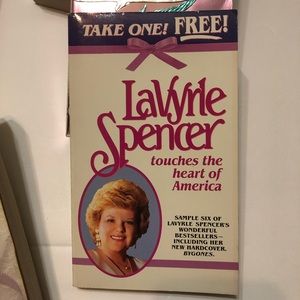 TAKE ONE! FREE!
LaVyrle
Spencer
touches the
heart of
America
SAMPLE SIX OF
LAVYRLE SPENCER'S
WONDERFUL
BESTSELLERS—
INCLUDING HER
NEW HARDCOVER,
BYGONES.